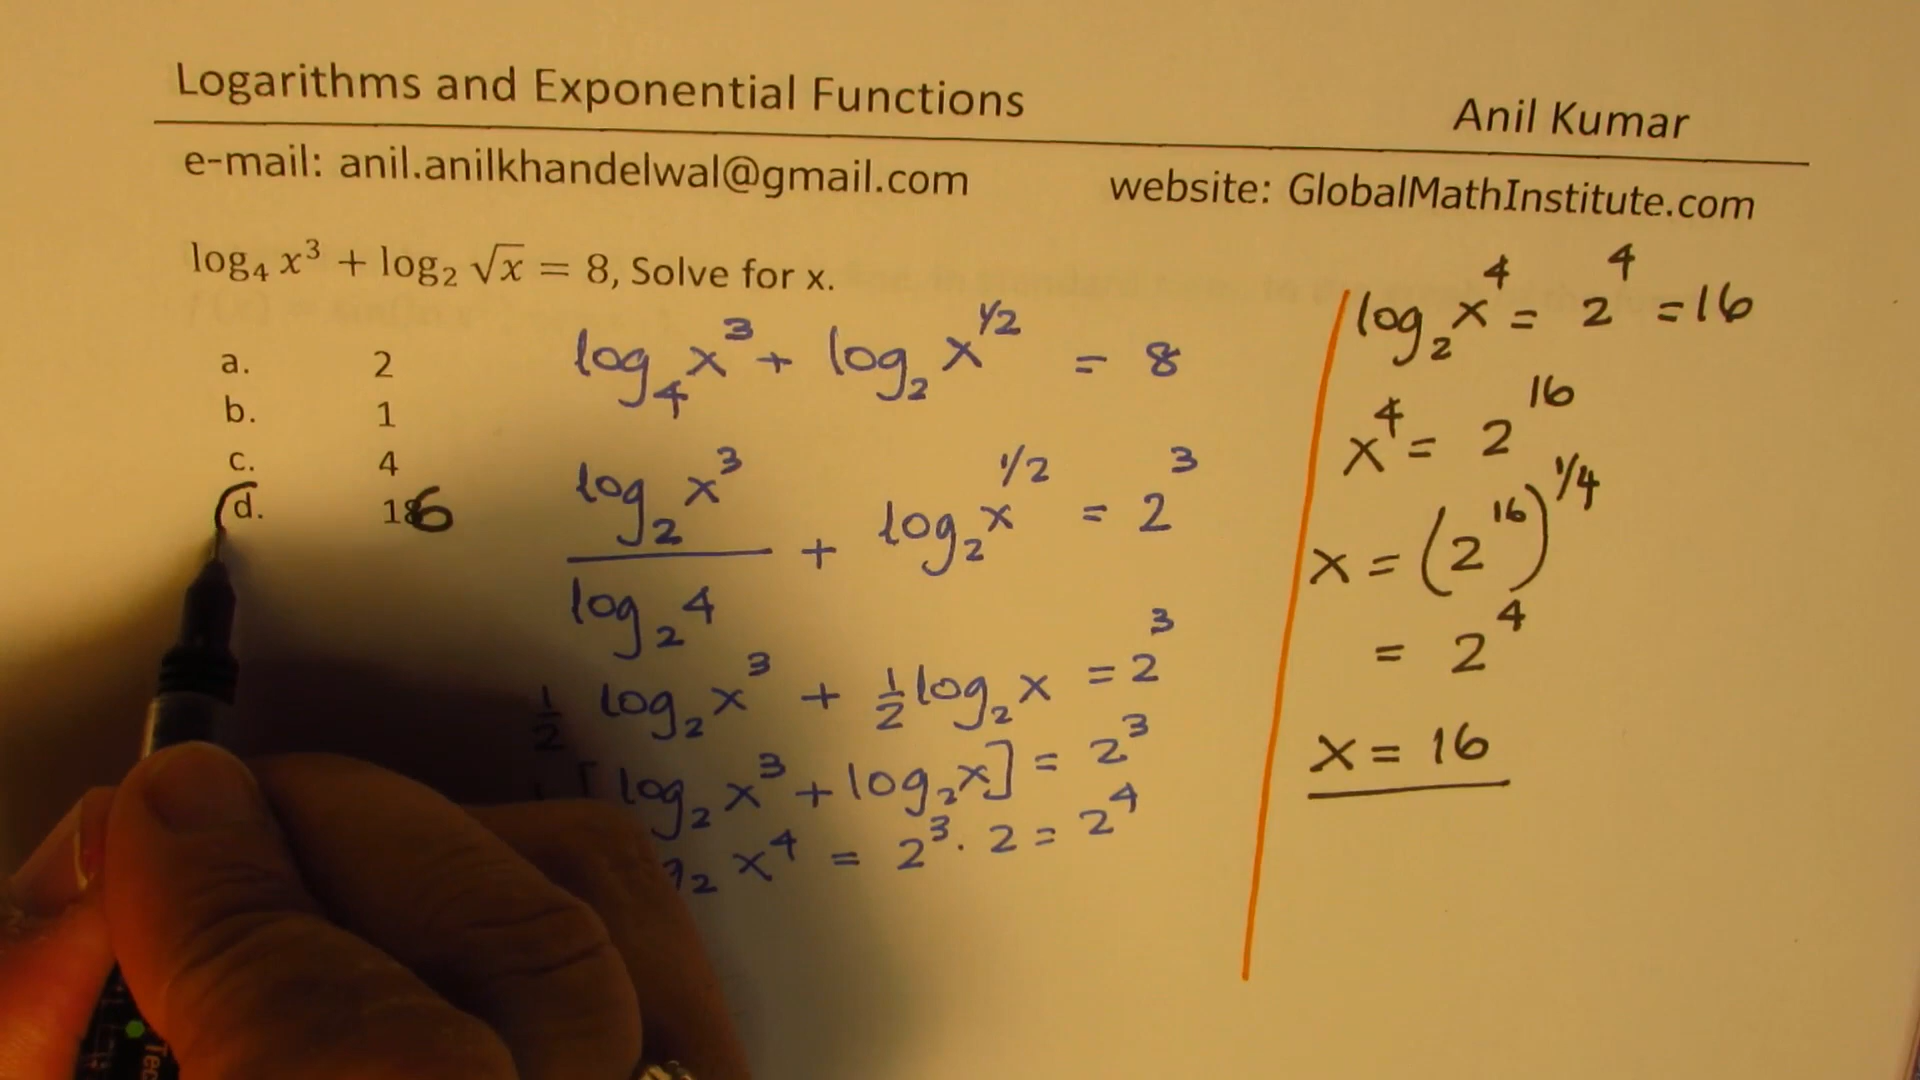 Logarithms and Exponential Functions
Anil Kumar
e-mail: anil.anilkhandelwal@gmail.com
website: GlobalMathInstitute.com
log₄ x³ + log₂ √x = 8, Solve for x.
a. 2
b. 1
c. 4
d. 16
log₄ x³ + log₂ x^1/2 = 8
log₂ x³ / log₂ 4 + log₂ x^1/2 = 2³
1/2 log₂ x³ + 1/2 log₂ x = 2³
[log₂ x³ + log₂ x] = 2³
₂ x⁴ = 2³ · 2 = 2⁴
log₂ x⁴ = 2⁴ = 16
x⁴ = 2¹⁶
x = (2¹⁶)^1/4
= 2⁴
x = 16
Tec